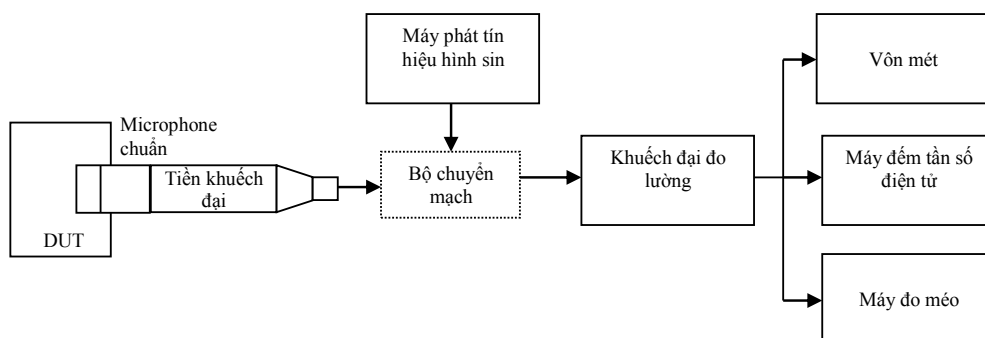 Máy phát tín
hiệu hình sin
Vôn mét
Microphone
chuẩn
Tiền khuếch
đại
DUT
Bộ chuyển
mạch
Khuếch đại đo
lường
Máy đếm tần số
điện tử
Máy đo méo